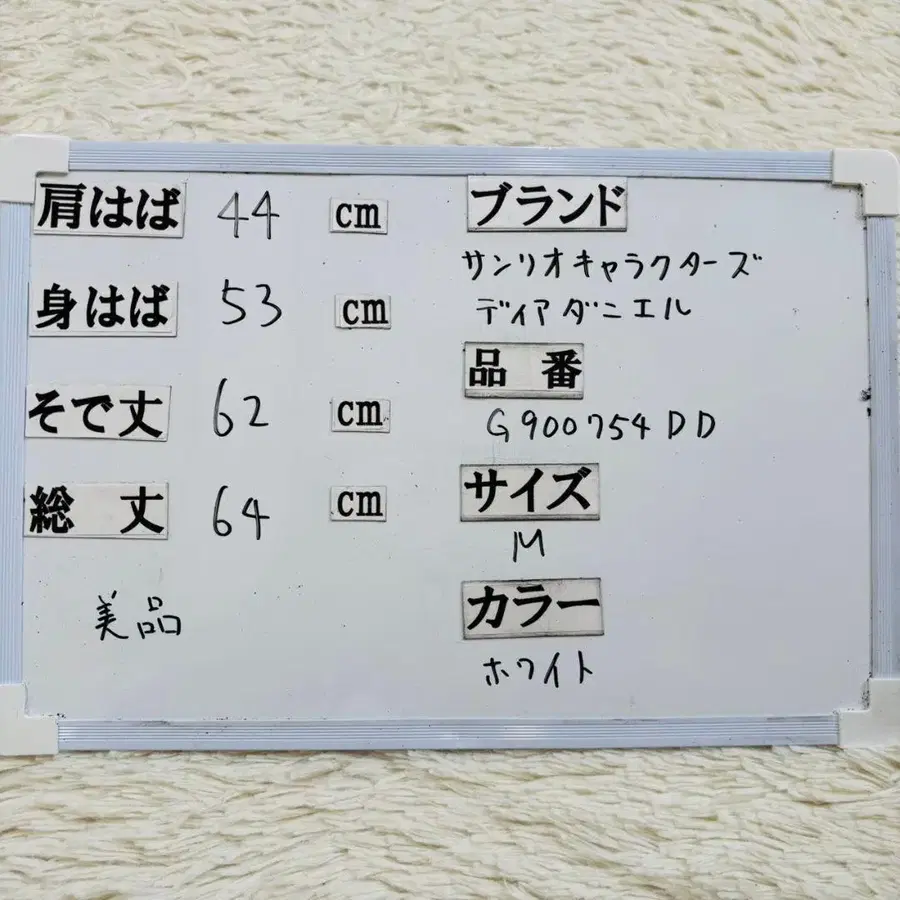 肩はば 44 cm
身はば 53 cm
そで丈 62 cm
総丈 64 cm
美品
ブランド
サンリオキャラクターズ
ディアダニエル
品番
G900754DD
サイズ
M
カラー
ホワイト